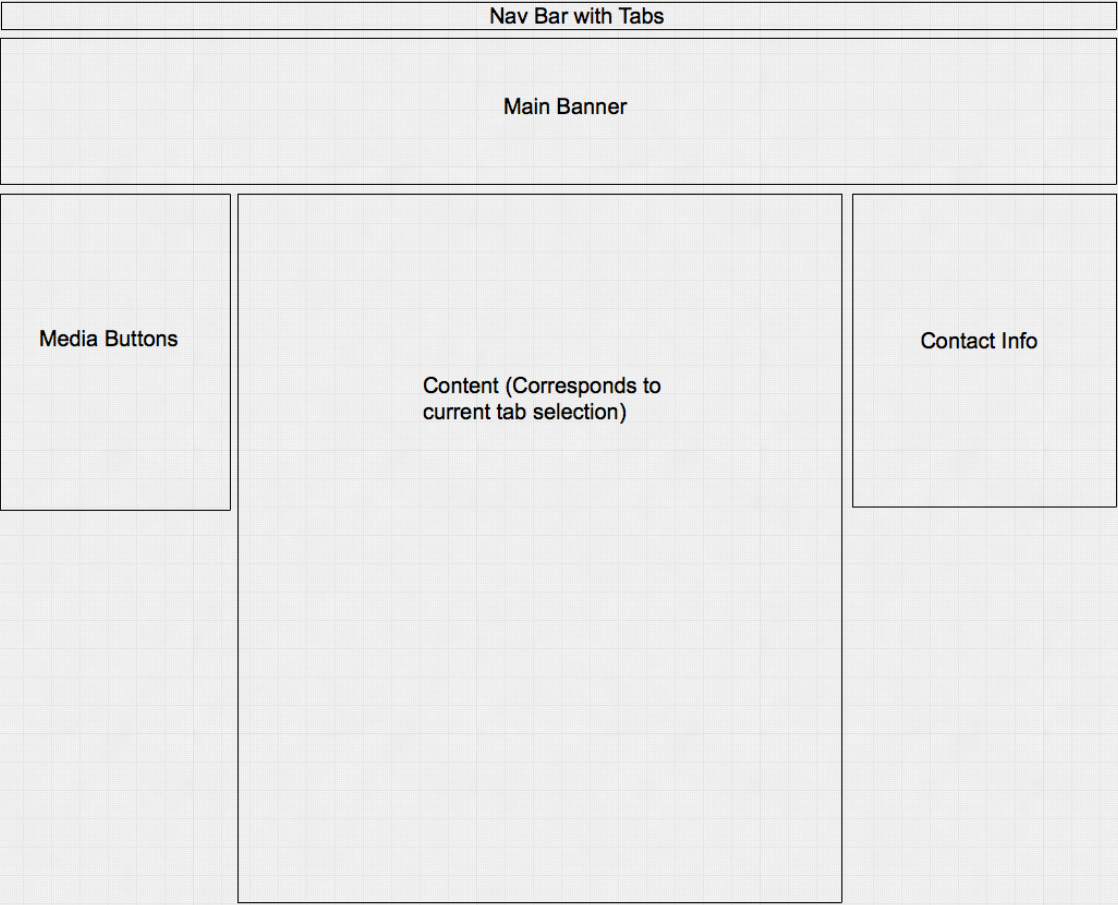 Nav Bar with Tabs
Main Banner
Media Buttons
Contact Info
Content (Corresponds to
current tab selection)